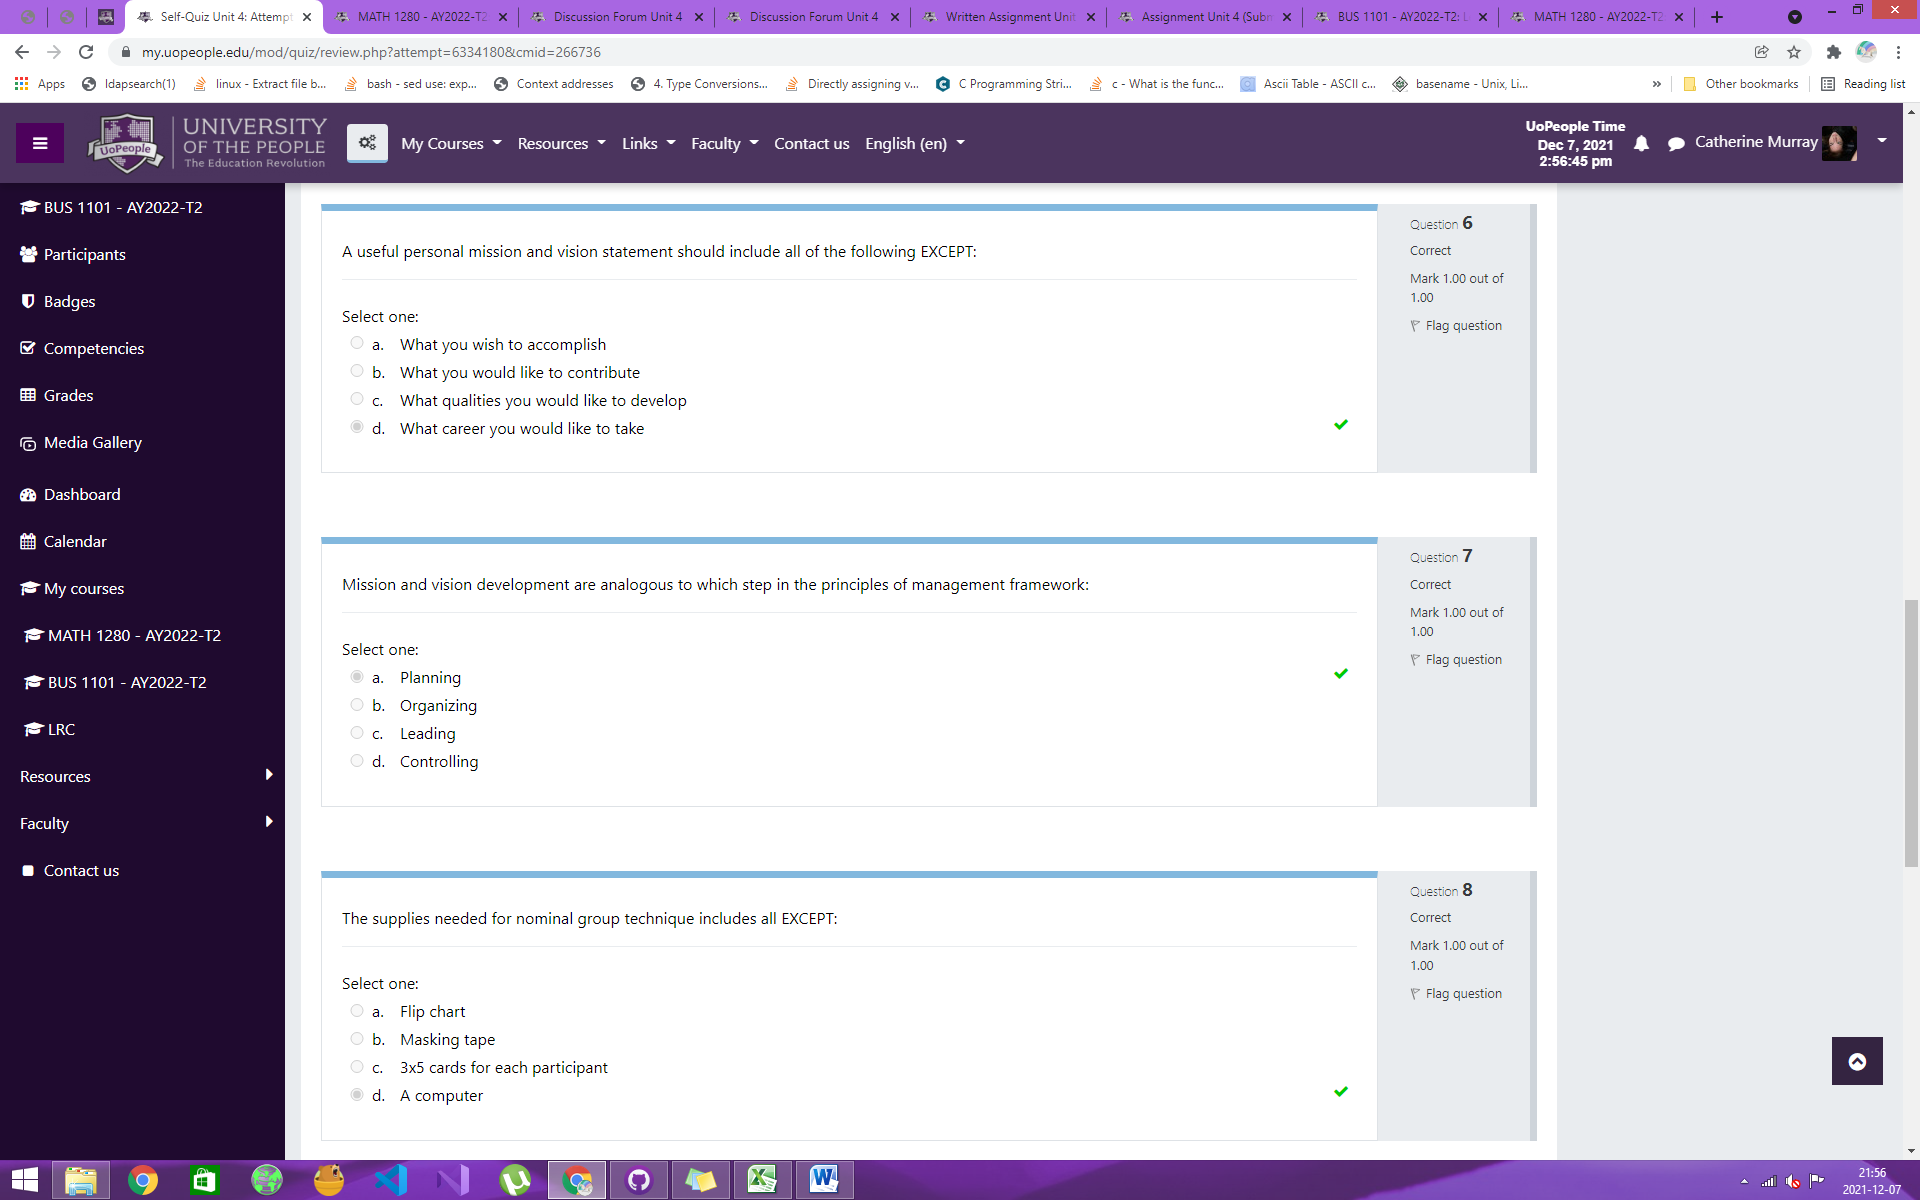 Self-Quiz Unit 4: Attempt
MATH 1280 - AY2022-T2
Discussion Forum Unit 4
Discussion Forum Unit 4
Written Assignment Unit
Assignment Unit 4 (Subm
BUS 1101 - AY2022-T2: L
MATH 1280 - AY2022-T2
my.uopeople.edu/mod/quiz/review.php?attempt=6334180&cmid=266736
Apps
ldapsearch(1)
linux - Extract file b...
bash - sed use: exp...
Context addresses
4. Type Conversions...
Directly assigning v...
C Programming Stri...
c - What is the func...
Ascii Table - ASCII c...
basename - Unix, Li...
Other bookmarks
Reading list
UoPeople
UNIVERSITY
OF THE PEOPLE
The Education Revolution
My Courses
Resources
Links
Faculty
Contact us
English (en)
UoPeople Time
Dec 7, 2021
2:56:45 pm
Catherine Murray
BUS 1101 - AY2022-T2
Participants
Badges
Competencies
Grades
Media Gallery
Dashboard
Calendar
My courses
MATH 1280 - AY2022-T2
BUS 1101 - AY2022-T2
LRC
Resources
Faculty
Contact us
A useful personal mission and vision statement should include all of the following EXCEPT:
Select one:
a. What you wish to accomplish
b. What you would like to contribute
c. What qualities you would like to develop
d. What career you would like to take
Question 6
Correct
Mark 1.00 out of
1.00
Flag question
Mission and vision development are analogous to which step in the principles of management framework:
Select one:
a. Planning
b. Organizing
c. Leading
d. Controlling
Question 7
Correct
Mark 1.00 out of
1.00
Flag question
The supplies needed for nominal group technique includes all EXCEPT:
Select one:
a. Flip chart
b. Masking tape
c. 3x5 cards for each participant
d. A computer
Question 8
Correct
Mark 1.00 out of
1.00
Flag question
21:56
2021-12-07